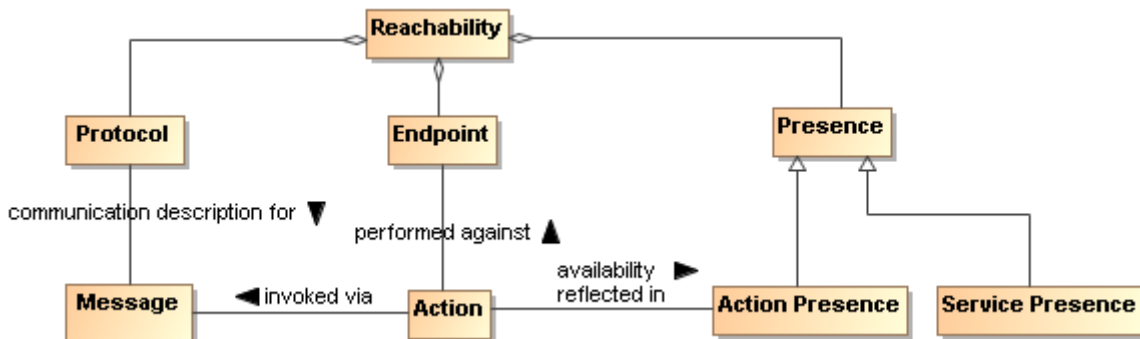 Reachability
Protocol
Endpoint
Presence
communication description for
performed against
availability
reflected in
Message
invoked via
Action
Action Presence
Service Presence